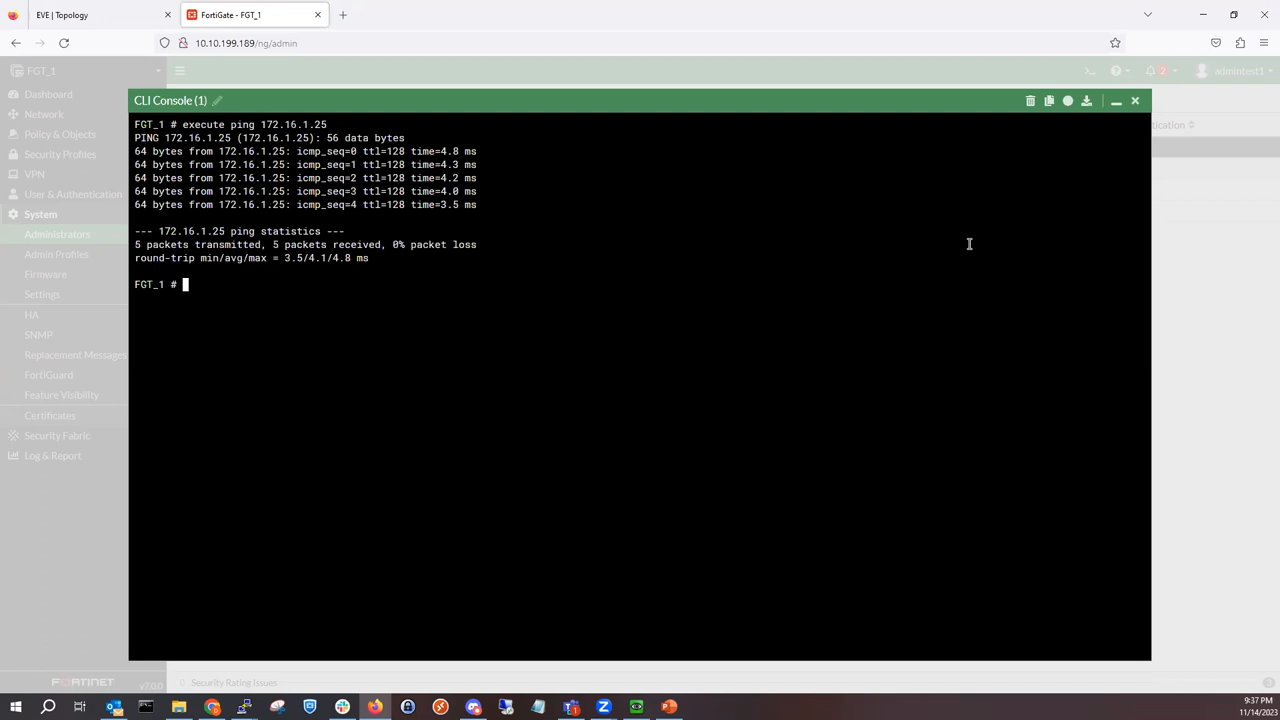 EVE | Topology
FortiGate - FGT_1
10.10.199.189/ng/admin
FGT_1
2
admintest1
CLI Console (1)
Dashboard
Network
Policy & Objects
Security Profiles
VPN
User & Authentication
System
Administrators
Admin Profiles
Firmware
Settings
HA
SNMP
Replacement Messages
FortiGuard
Feature Visibility
Certificates
Security Fabric
Log & Report
FGT_1 # execute ping 172.16.1.25
PING 172.16.1.25 (172.16.1.25): 56 data bytes
64 bytes from 172.16.1.25: icmp_seq=0 ttl=128 time=4.8 ms
64 bytes from 172.16.1.25: icmp_seq=1 ttl=128 time=4.3 ms
64 bytes from 172.16.1.25: icmp_seq=2 ttl=128 time=4.2 ms
64 bytes from 172.16.1.25: icmp_seq=3 ttl=128 time=4.0 ms
64 bytes from 172.16.1.25: icmp_seq=4 ttl=128 time=3.5 ms
--- 172.16.1.25 ping statistics ---
5 packets transmitted, 5 packets received, 0% packet loss
round-trip min/avg/max = 3.5/4.1/4.8 ms
FGT_1 #
FORTINET
v7.0.0
Security Rating Issues
9:37 PM
11/14/2023